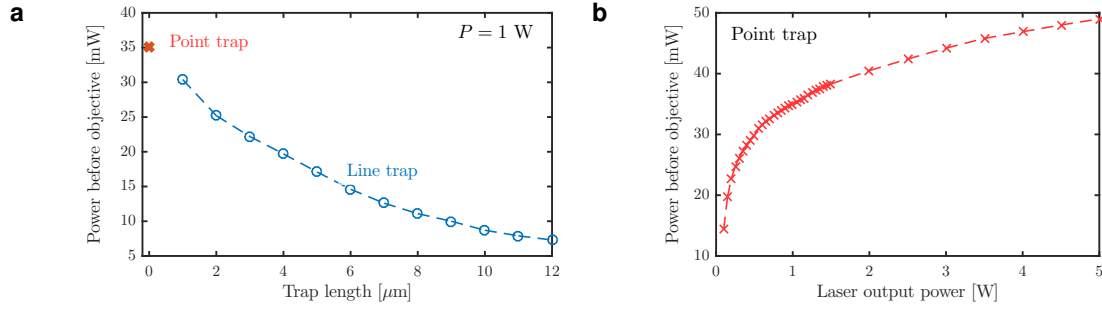 a
Power before objective [mW]
40
35
30
25
20
15
10
5
Point trap
P = 1 W
Line trap
0
2
4
6
8
10
12
Trap length [μm]
b
Power before objective [mW]
50
40
30
20
10
Point trap
0
1
2
3
4
5
Laser output power [W]